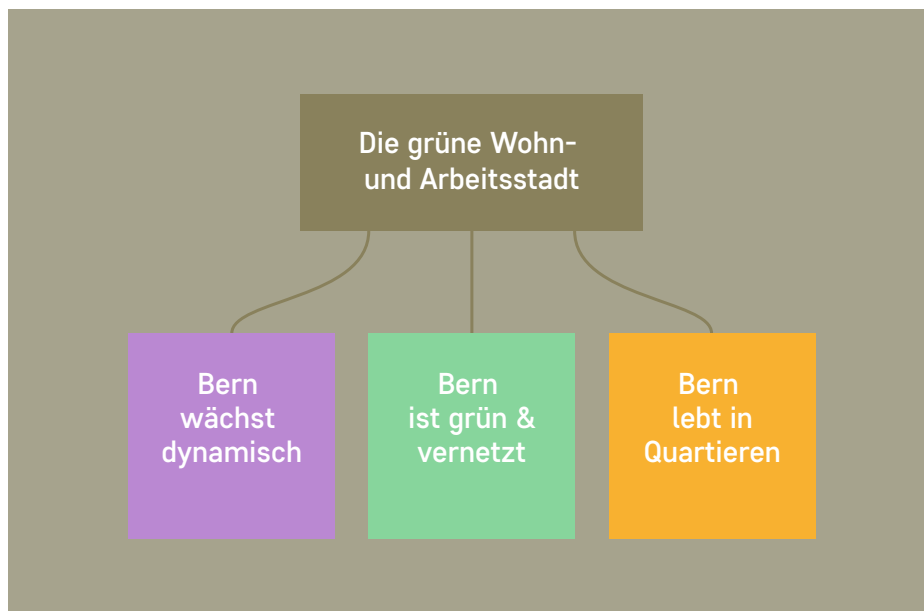 Die grüne Wohn-
und Arbeitsstadt
Bern
wächst
dynamisch
Bern
ist grün &
vernetzt
Bern
lebt in
Quartieren